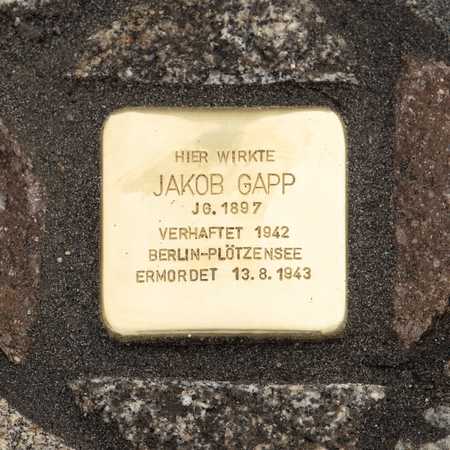 HIER WIRKTE
JAKOB GAPP
JG. 1897
VERHAFTET 1942
BERLIN-PLÖTZENSEE
ERMORDET 13.8.1943